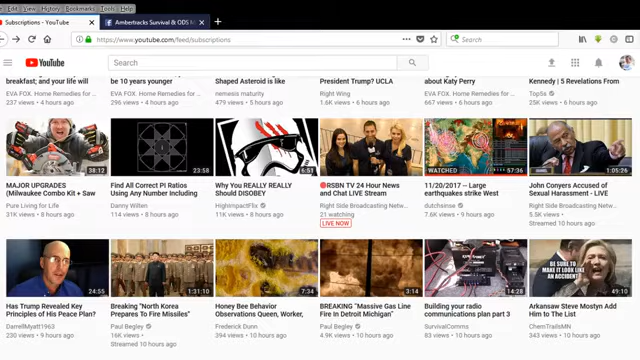 Edit View History Bookmarks Tools Help
Subscriptions - YouTube
Ambertracks Survival & ODS M
https://www.youtube.com/feed/subscriptions
Search
YouTube
Search
breakfast; and your life will
EVA FOX. Home Remedies for ...
237 views • 4 hours ago
be 10 years younger
EVA FOX. Home Remedies for ...
296 views • 4 hours ago
Shaped Asteroid is like
nemesis maturity
479 views • 5 hours ago
President Trump? UCLA
Right Wing
1.6K views • 6 hours ago
about Katy Perry
EVA FOX. Home Remedies for ...
667 views • 6 hours ago
Kennedy | 5 Revelations From
Top5s
25K views • 6 hours ago
38:12
MAJOR UPGRADES
(Milwaukee Combo Kit + Saw
Pure Living for Life
31K views • 8 hours ago
23:58
Find All Correct PI Ratios
Using Any Number Including
Danny Wilten
114 views • 8 hours ago
6:51
Why You REALLY REALLY
Should DISOBEY
HighImpactFlix
11K views • 8 hours ago
RSBN TV 24 Hour News
and Chat LIVE Stream
Right Side Broadcasting Netw...
21 watching
LIVE NOW
WATCHED
57:36
11/20/2017 -- Large
earthquakes strike West
dutchsinse
7.6K views • 9 hours ago
1:05:26
John Conyers Accused of
Sexual Harassment - LIVE
Right Side Broadcasting Netw...
5.5K views •
Streamed 10 hours ago
24:55
Has Trump Revealed Key
Principles of His Peace Plan?
DarrellMyatt1963
230 views • 9 hours ago
1:31:10
Breaking "North Korea
Prepares To Fire Missiles"
Paul Begley
16K views •
Streamed 10 hours ago
7:34
Honey Bee Behavior
Observations Queen, Worker,
Frederick Dunn
394 views • 10 hours ago
3:14
BREAKING "Massive Gas Line
Fire in Detroit Michigan"
Paul Begley
4.9K views • 10 hours ago
14:28
Building your radio
communications plan part 3
SurvivalComms
83 views • 10 hours ago
BE SURE TO
MAKE IT LOOK LIKE
AN ACCIDENT!
4:09
Arkansaw Steve Mostyn Add
Him to The List
ChemTrailsMN
343 views • 10 hours ago